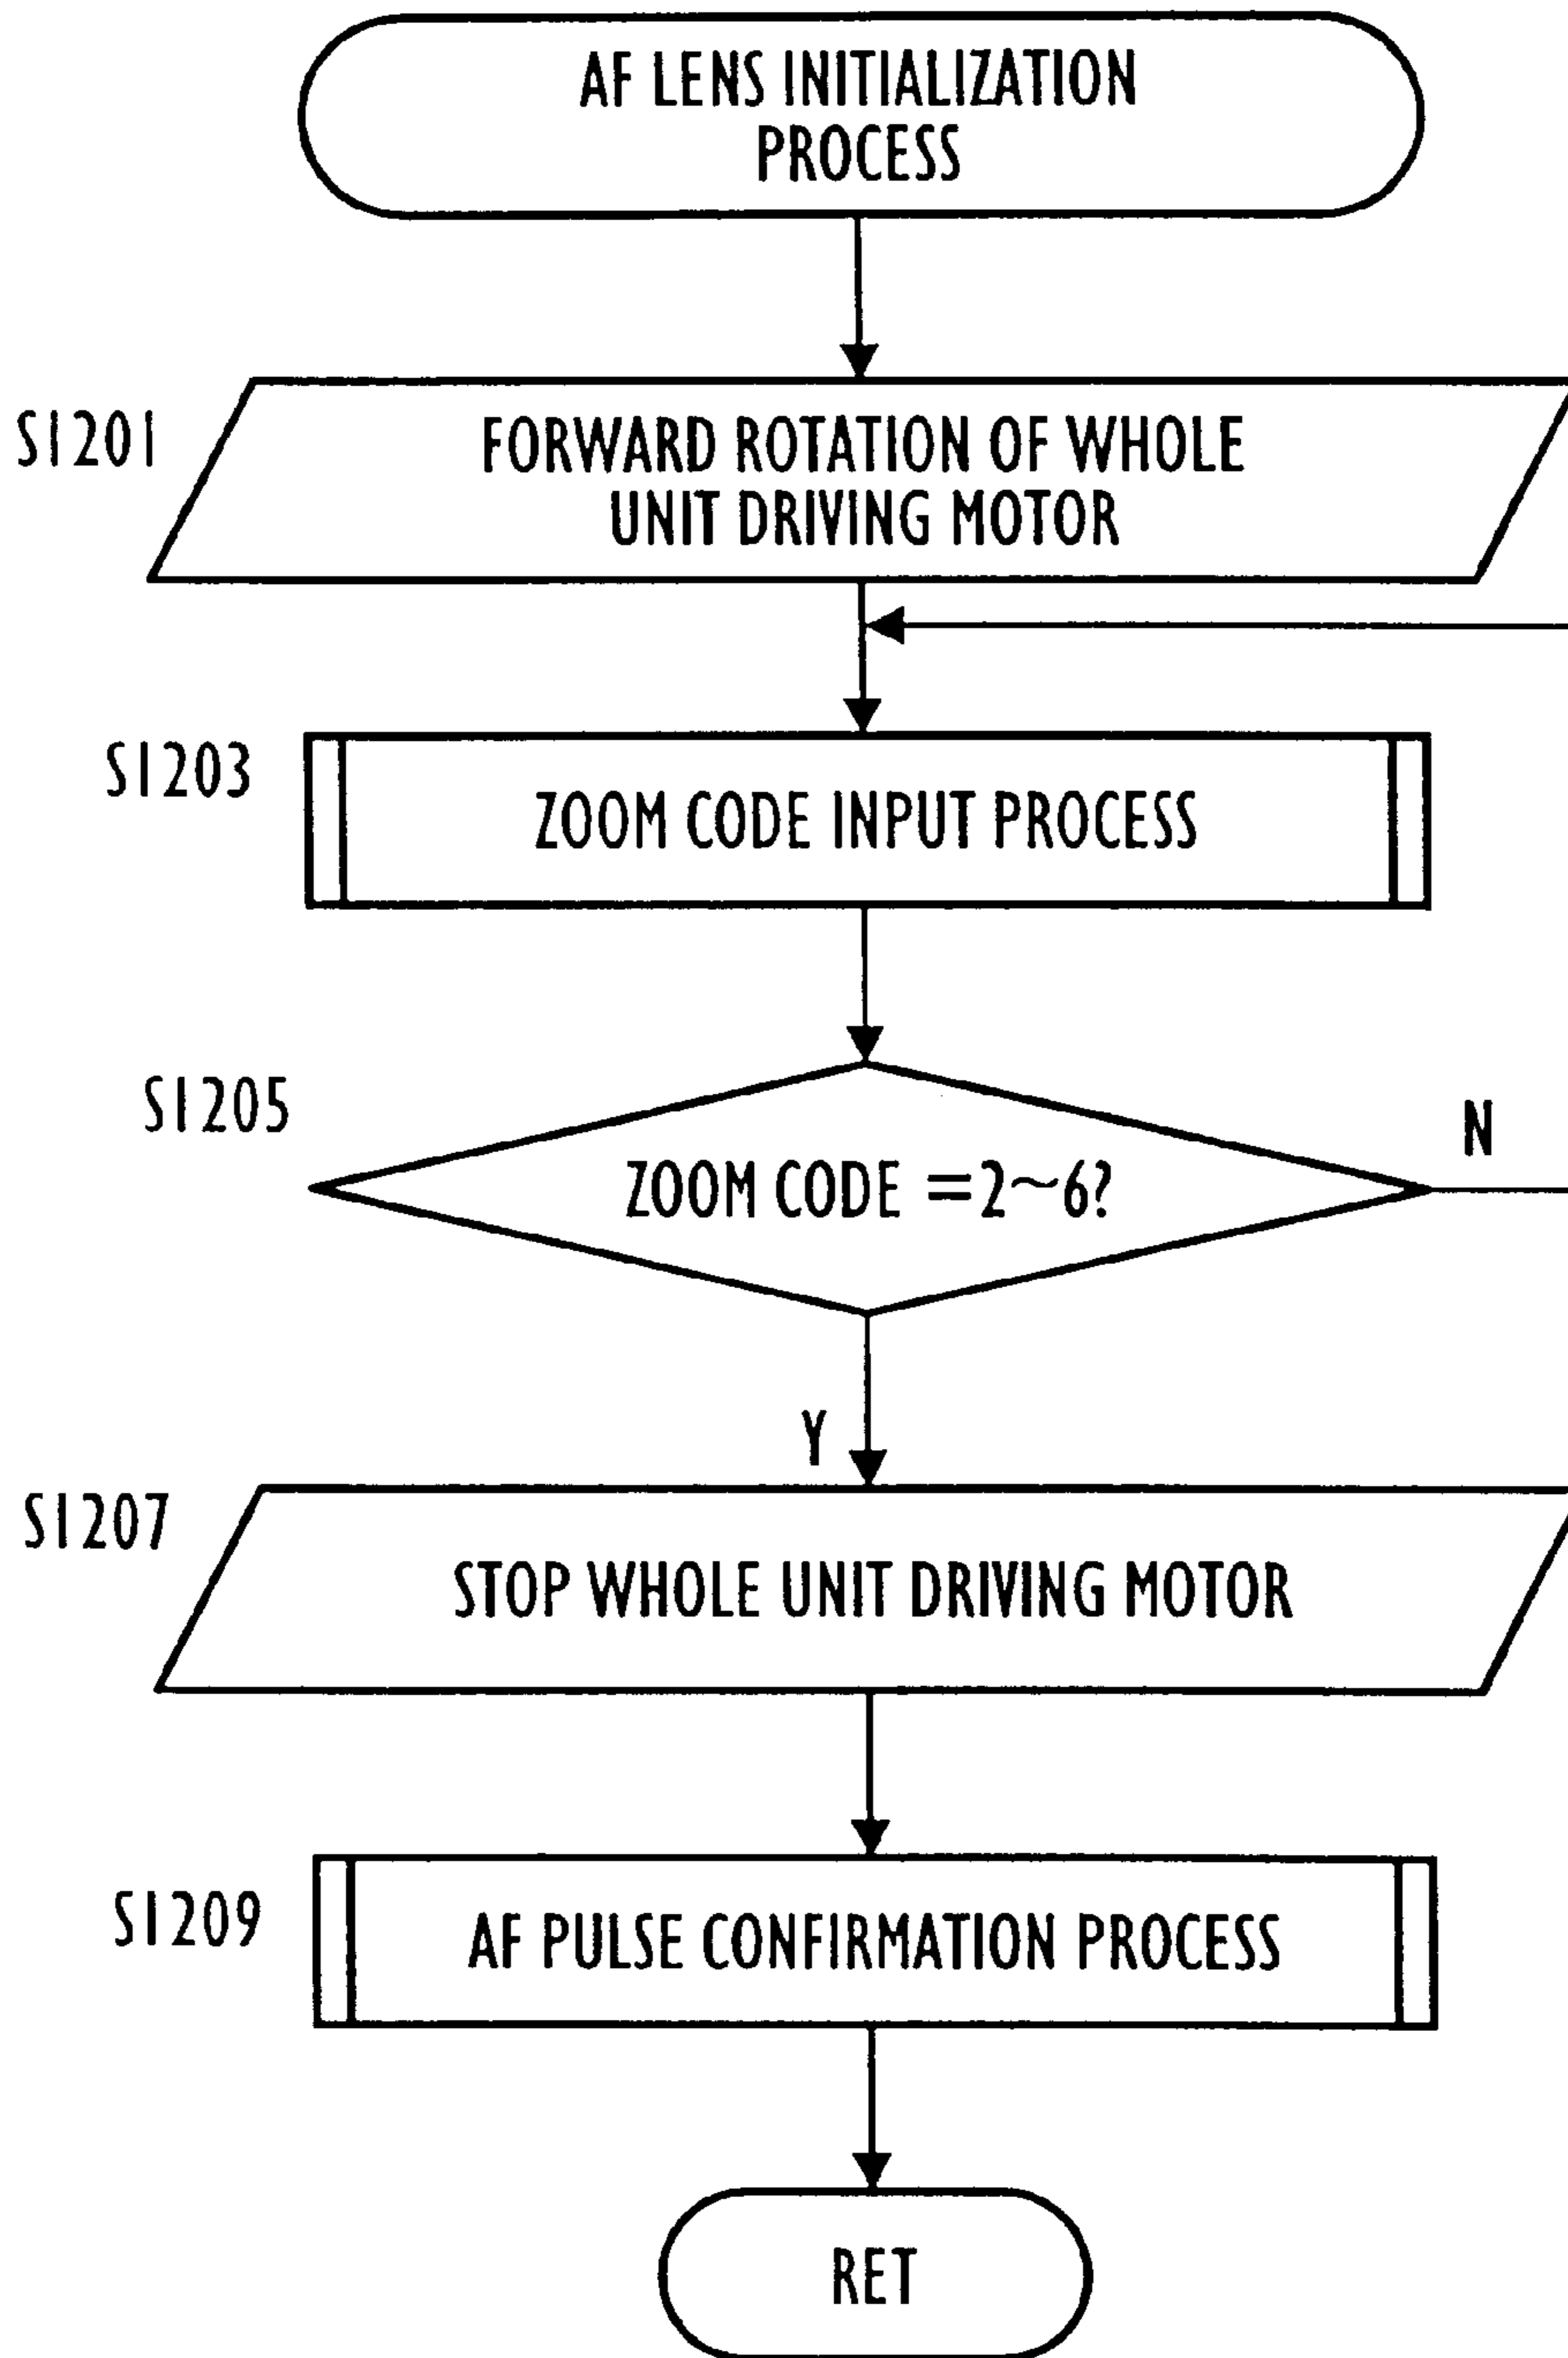 AF LENS INITIALIZATION
PROCESS
S1201
FORWARD ROTATION OF WHOLE
UNIT DRIVING MOTOR
S1203
ZOOM CODE INPUT PROCESS
S1205
ZOOM CODE =2~6?
N
Y
S1207
STOP WHOLE UNIT DRIVING MOTOR
S1209
AF PULSE CONFIRMATION PROCESS
RET